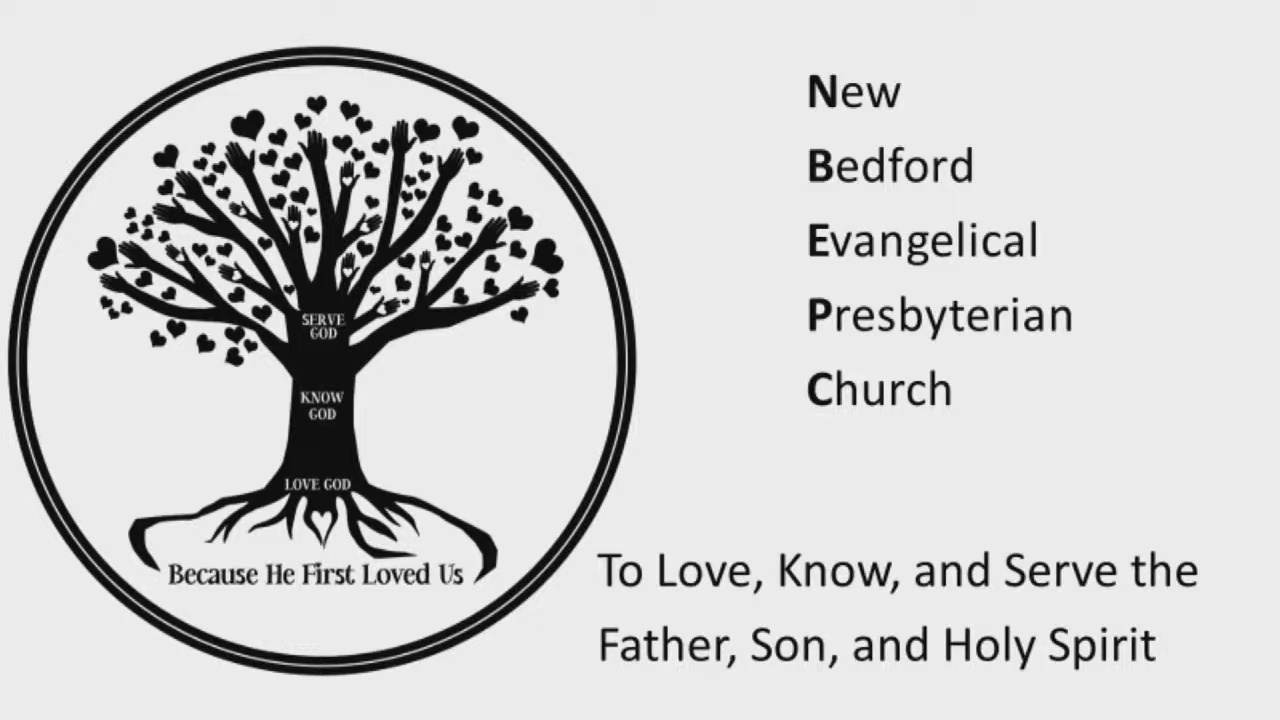 SERVE
GOD
KNOW
GOD
LOVE GOD
Because He First Loved Us
New
Bedford
Evangelical
Presbyterian
Church
To Love, Know, and Serve the
Father, Son, and Holy Spirit